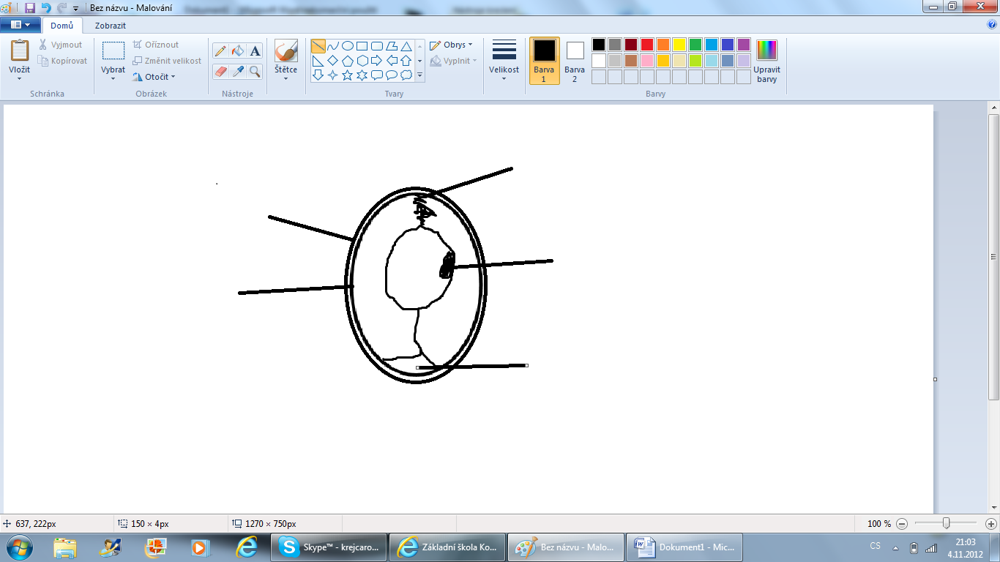 Bez názvu - Malování
Domů
Zobrazit
Vložit
Vyjmout
Kopírovat
Schránka
Vybrat
Oříznout
Změnit velikost
Otočit
Obrázek
A
Nástroje
Štětce
Obrys
Vyplnit
Tvary
Velikost
Barva
1
Barva
2
Upravit
barvy
Barvy
637, 222px
150 × 4px
1270 × 750px
100 %
Skype™ - krejcaro...
Základní škola Ko...
Bez názvu - Malo...
Dokument1 - Mic...
CS
21:03
4.11.2012